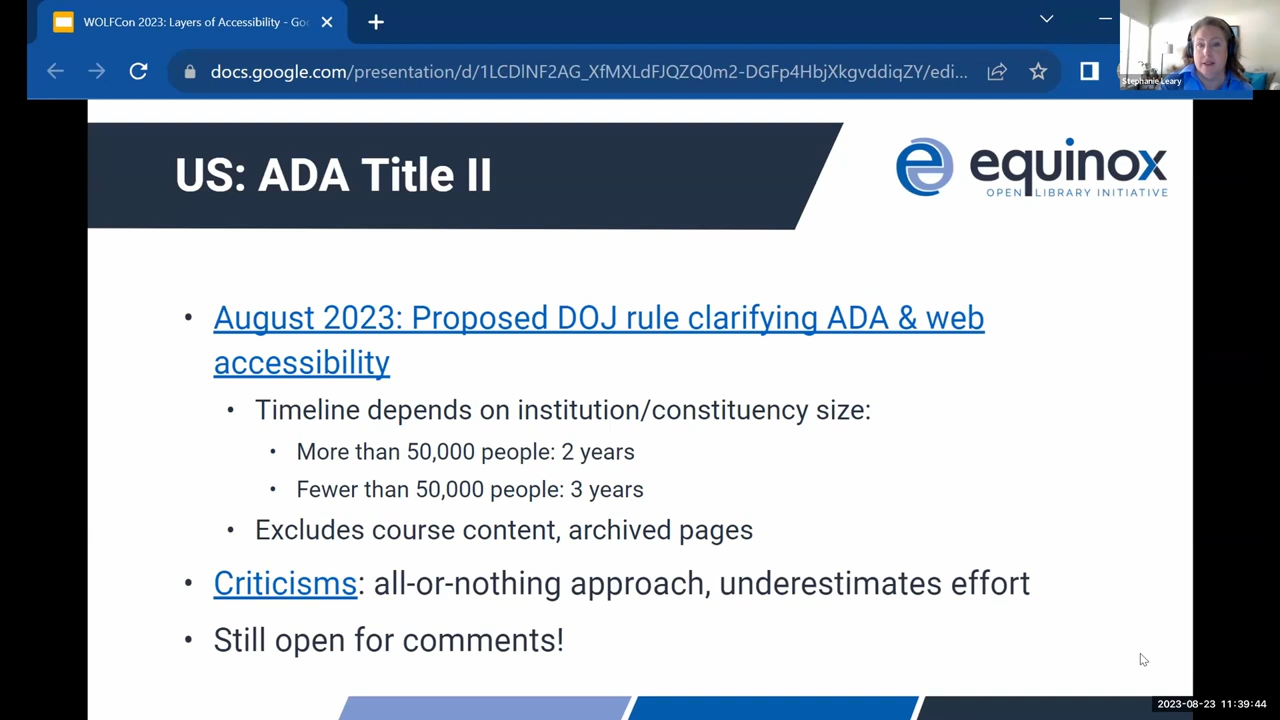 WOLFCon 2023: Layers of Accessibility - Goo
docs.google.com/presentation/d/1LCDlNF2AG_XfMXLdFJQZQ0m2-DGFp4HbjXkgvddiqZY/edi...
Stephanie Leary
US: ADA Title II
equinox
OPEN LIBRARY INITIATIVE
• August 2023: Proposed DOJ rule clarifying ADA & web
accessibility
• Timeline depends on institution/constituency size:
• More than 50,000 people: 2 years
• Fewer than 50,000 people: 3 years
• Excludes course content, archived pages
• Criticisms: all-or-nothing approach, underestimates effort
• Still open for comments!
2023-08-23 11:39:44